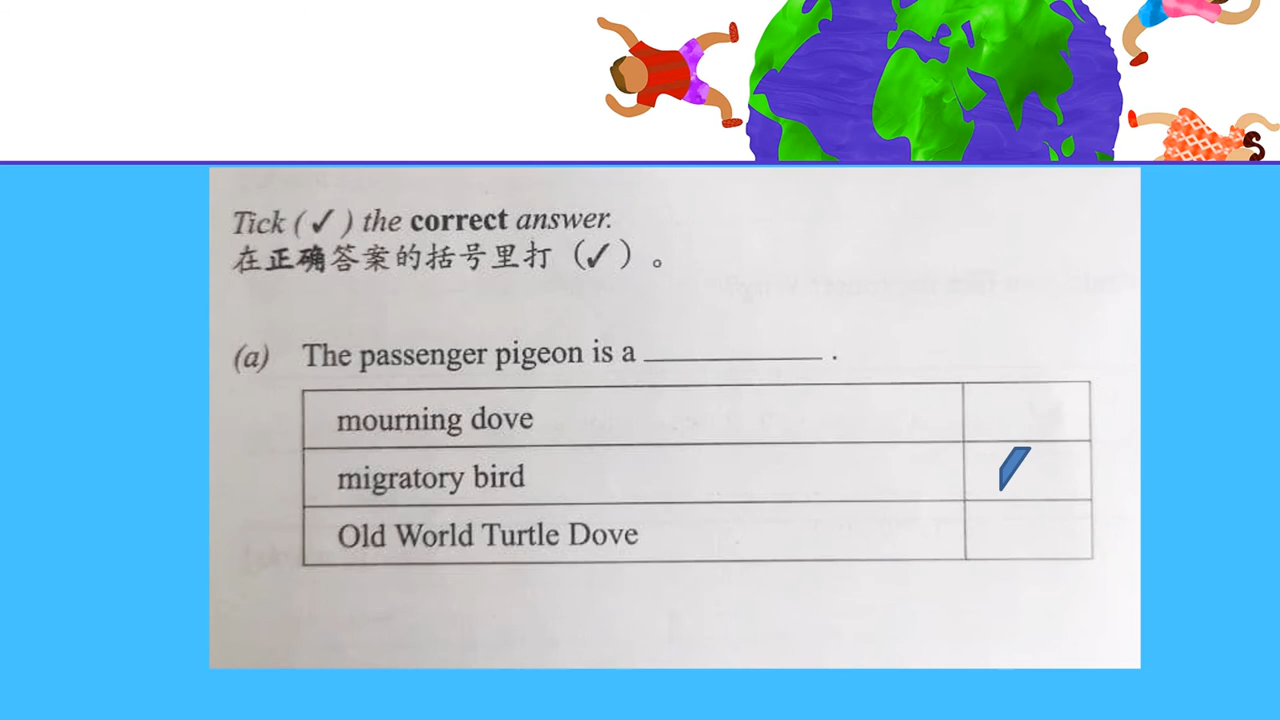 Tick (✓) the correct answer.
在正确答案的括号里打（✓）。
(a) The passenger pigeon is a __________ .
mourning dove
migratory bird
Old World Turtle Dove